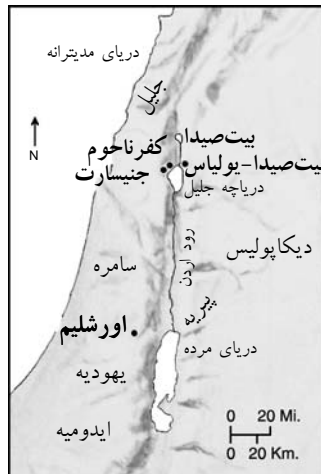 دریای مدیترانه
جلیل
N
بیت‌صیدا
کفرناحوم
بیت‌صیدا-یولیاس
جنیسارت
دریاچه جلیل
رود اردن
دیکاپولیس
سامره
پیریه
اورشلیم
دریای مرده
یهودیه
ایدومیه
0 20 Mi.
0 20 Km.